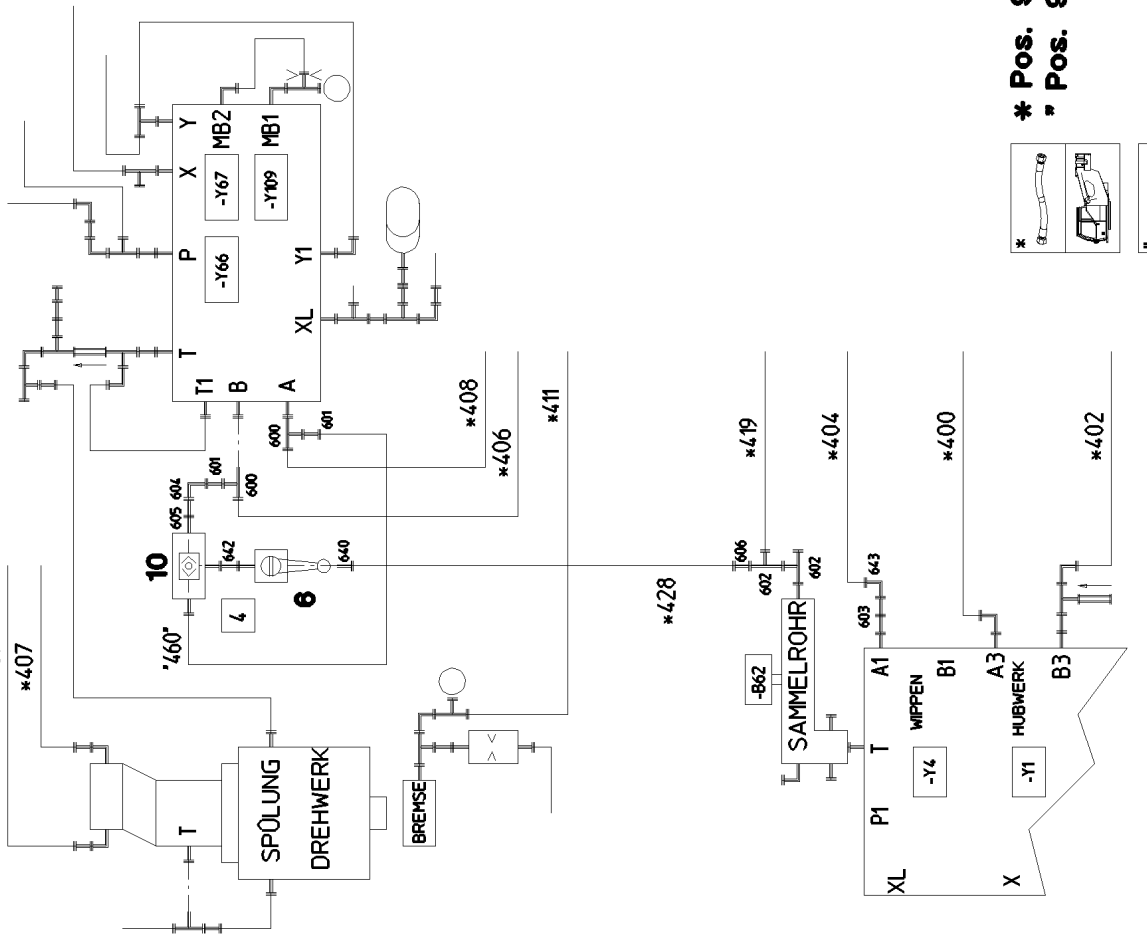 * Pos. 9
" Pos. 9
*
"
Y
X
P
T
MB2
MB1
-Y67
-Y109
-Y66
Y1
XL
T1
B
A
600
601
601
600
604
605
*408
*406
*411
10
642
640
6
4
"460"
*407
T
SPÜLUNG
DREHWERK
BREMSE
*428
*419
*404
*400
*402
606
602
602
643
603
-B62
SAMMELROHR
A1
B1
A3
B3
WIPPEN
HUBWERK
T
P1
-Y4
-Y1
XL
X